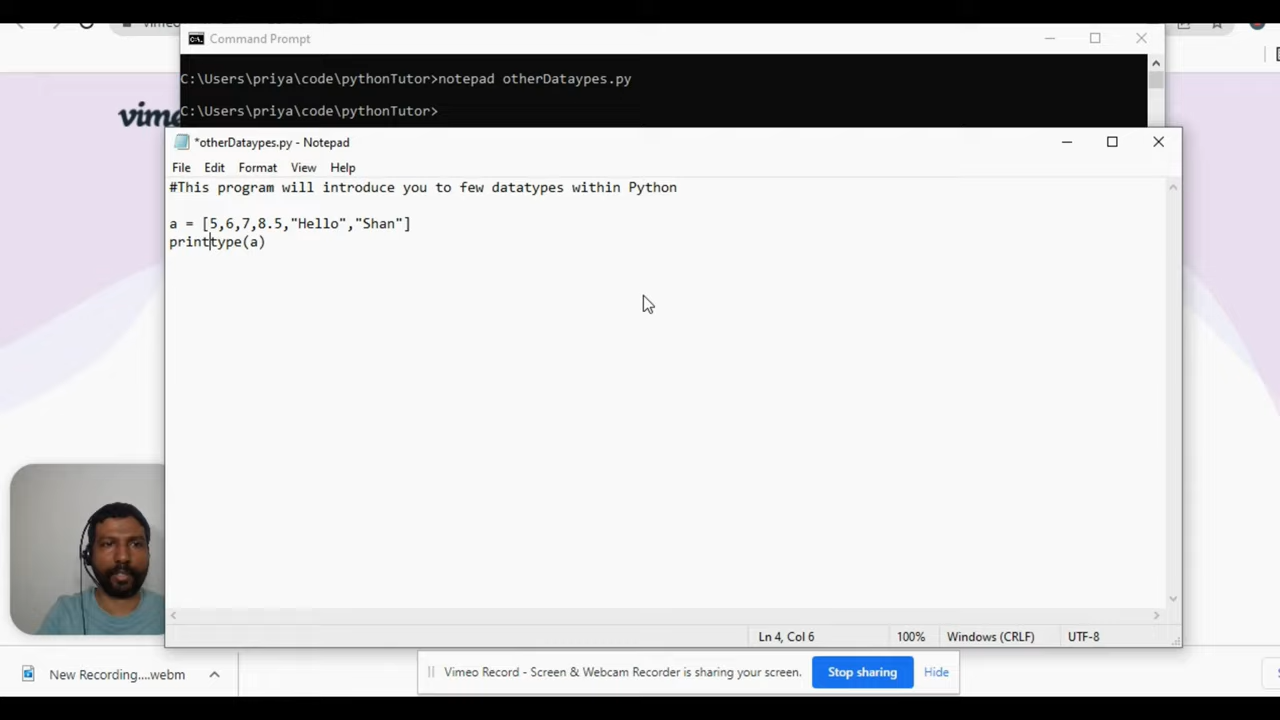 Command Prompt
C:\Users\priya\code\pythonTutor>notepad otherDataypes.py
C:\Users\priya\code\pythonTutor>
*otherDataypes.py - Notepad
File Edit Format View Help
#This program will introduce you to few datatypes within Python
a = [5,6,7,8.5,"Hello","Shan"]
printtype(a)
Ln 4, Col 6 100% Windows (CRLF) UTF-8
New Recording....webm
Vimeo Record - Screen & Webcam Recorder is sharing your screen. Stop sharing Hide